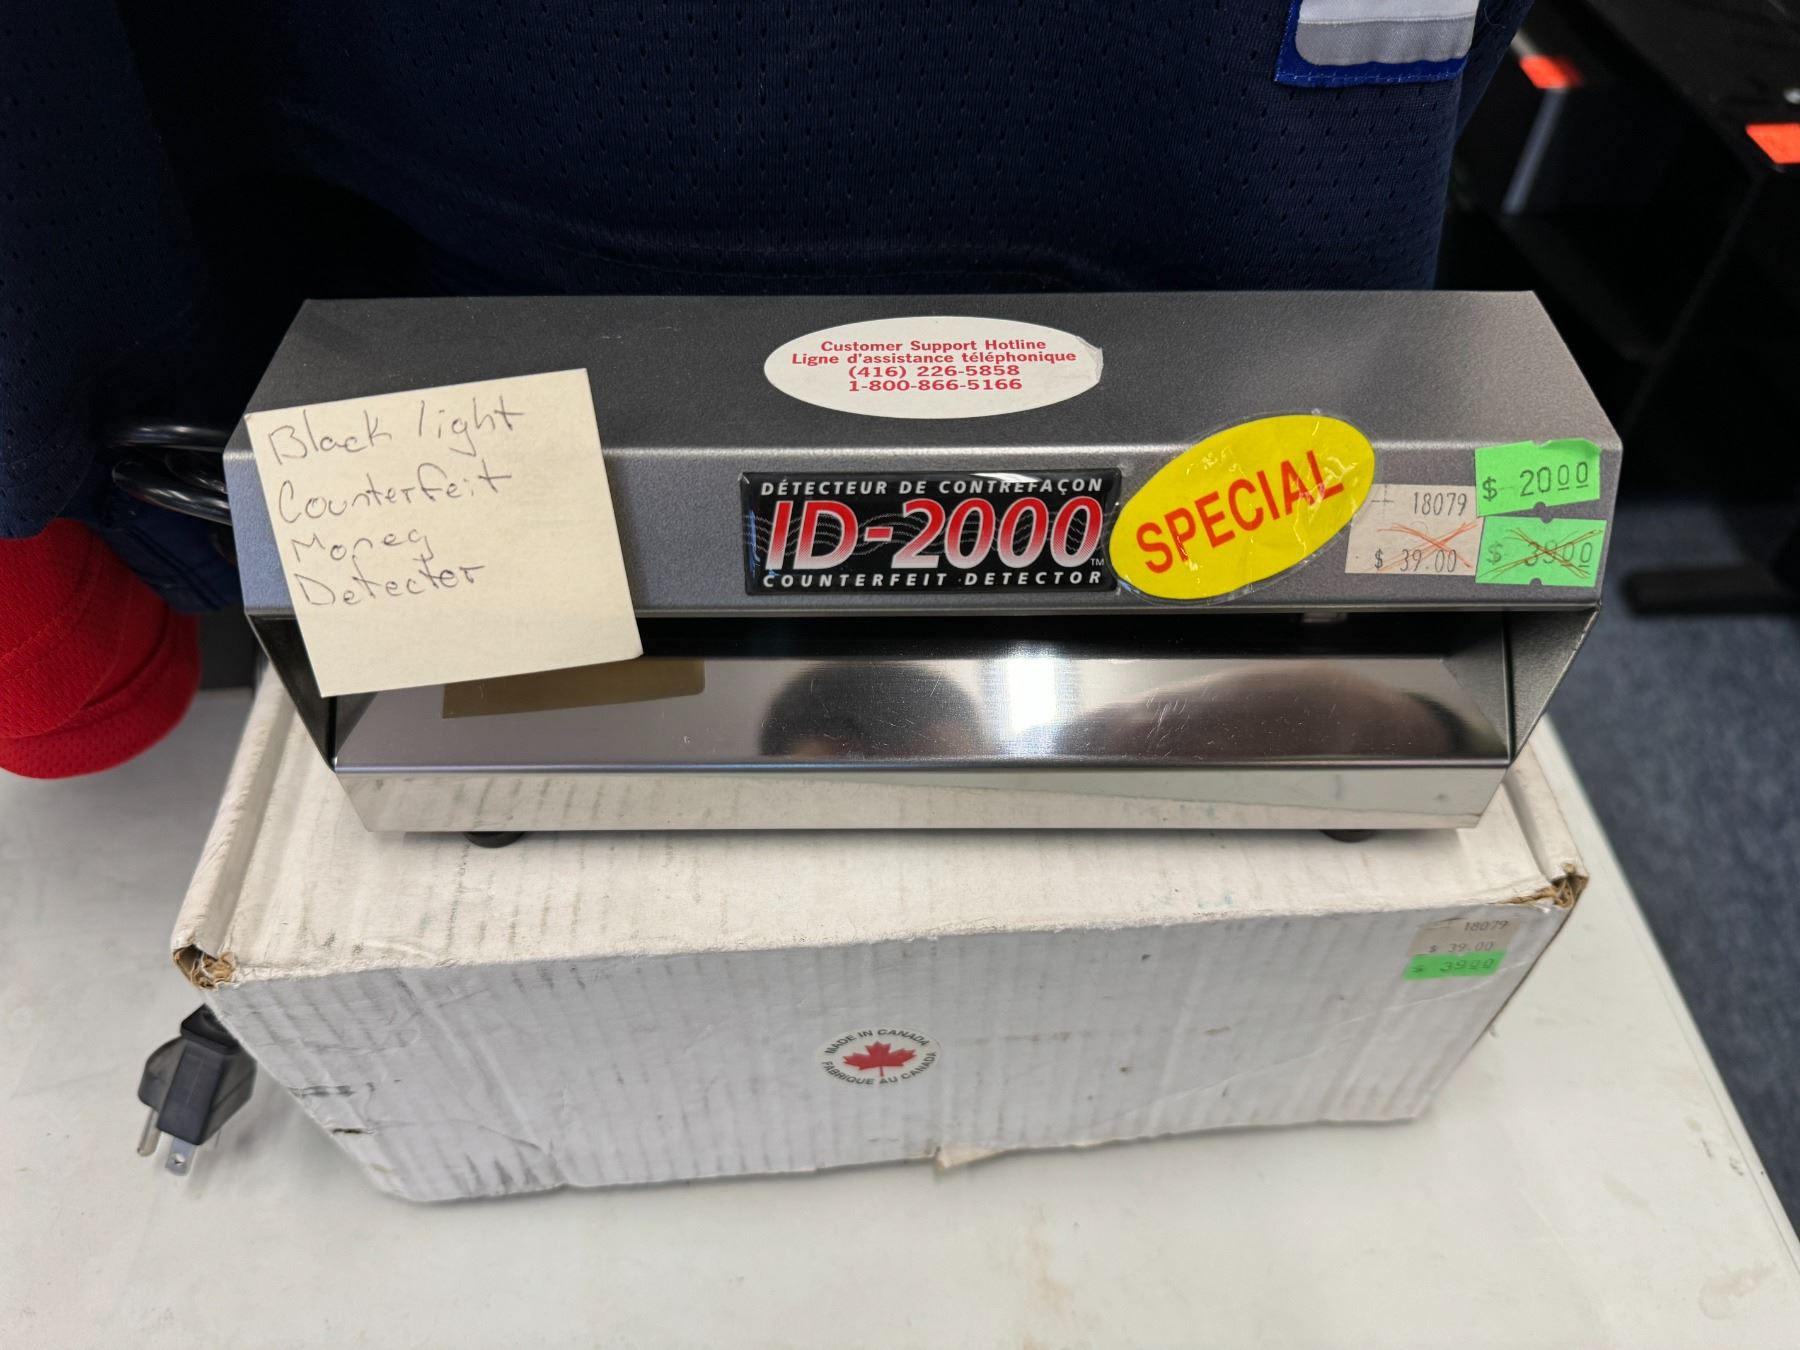 Customer Support Hotline
Ligne d'assistance téléphonique
(416) 226-5858
1-800-866-5166
Black light
Counterfeit
Money
Detecter
DÉTECTEUR DE CONTREFAÇON
ID-2000™
COUNTERFEIT DETECTOR
SPECIAL
18079
$ 39.00
$ 20.00
$ 39.00
18079
$ 39.00
$ 39.00
MADE IN CANADA
FABRIQUE AU CANADA